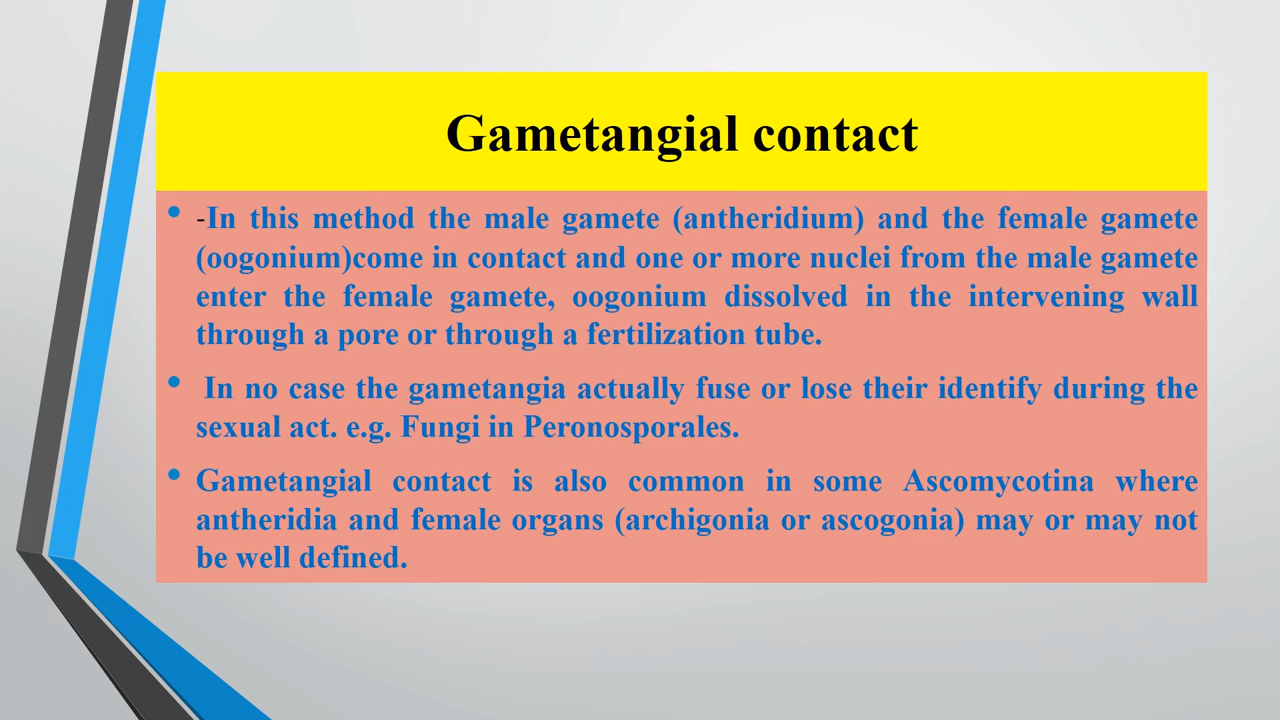 Gametangial contact
• -In this method the male gamete (antheridium) and the female gamete
(oogonium)come in contact and one or more nuclei from the male gamete
enter the female gamete, oogonium dissolved in the intervening wall
through a pore or through a fertilization tube.
• In no case the gametangia actually fuse or lose their identify during the
sexual act. e.g. Fungi in Peronosporales.
• Gametangial contact is also common in some Ascomycotina where
antheridia and female organs (archigonia or ascogonia) may or may not
be well defined.